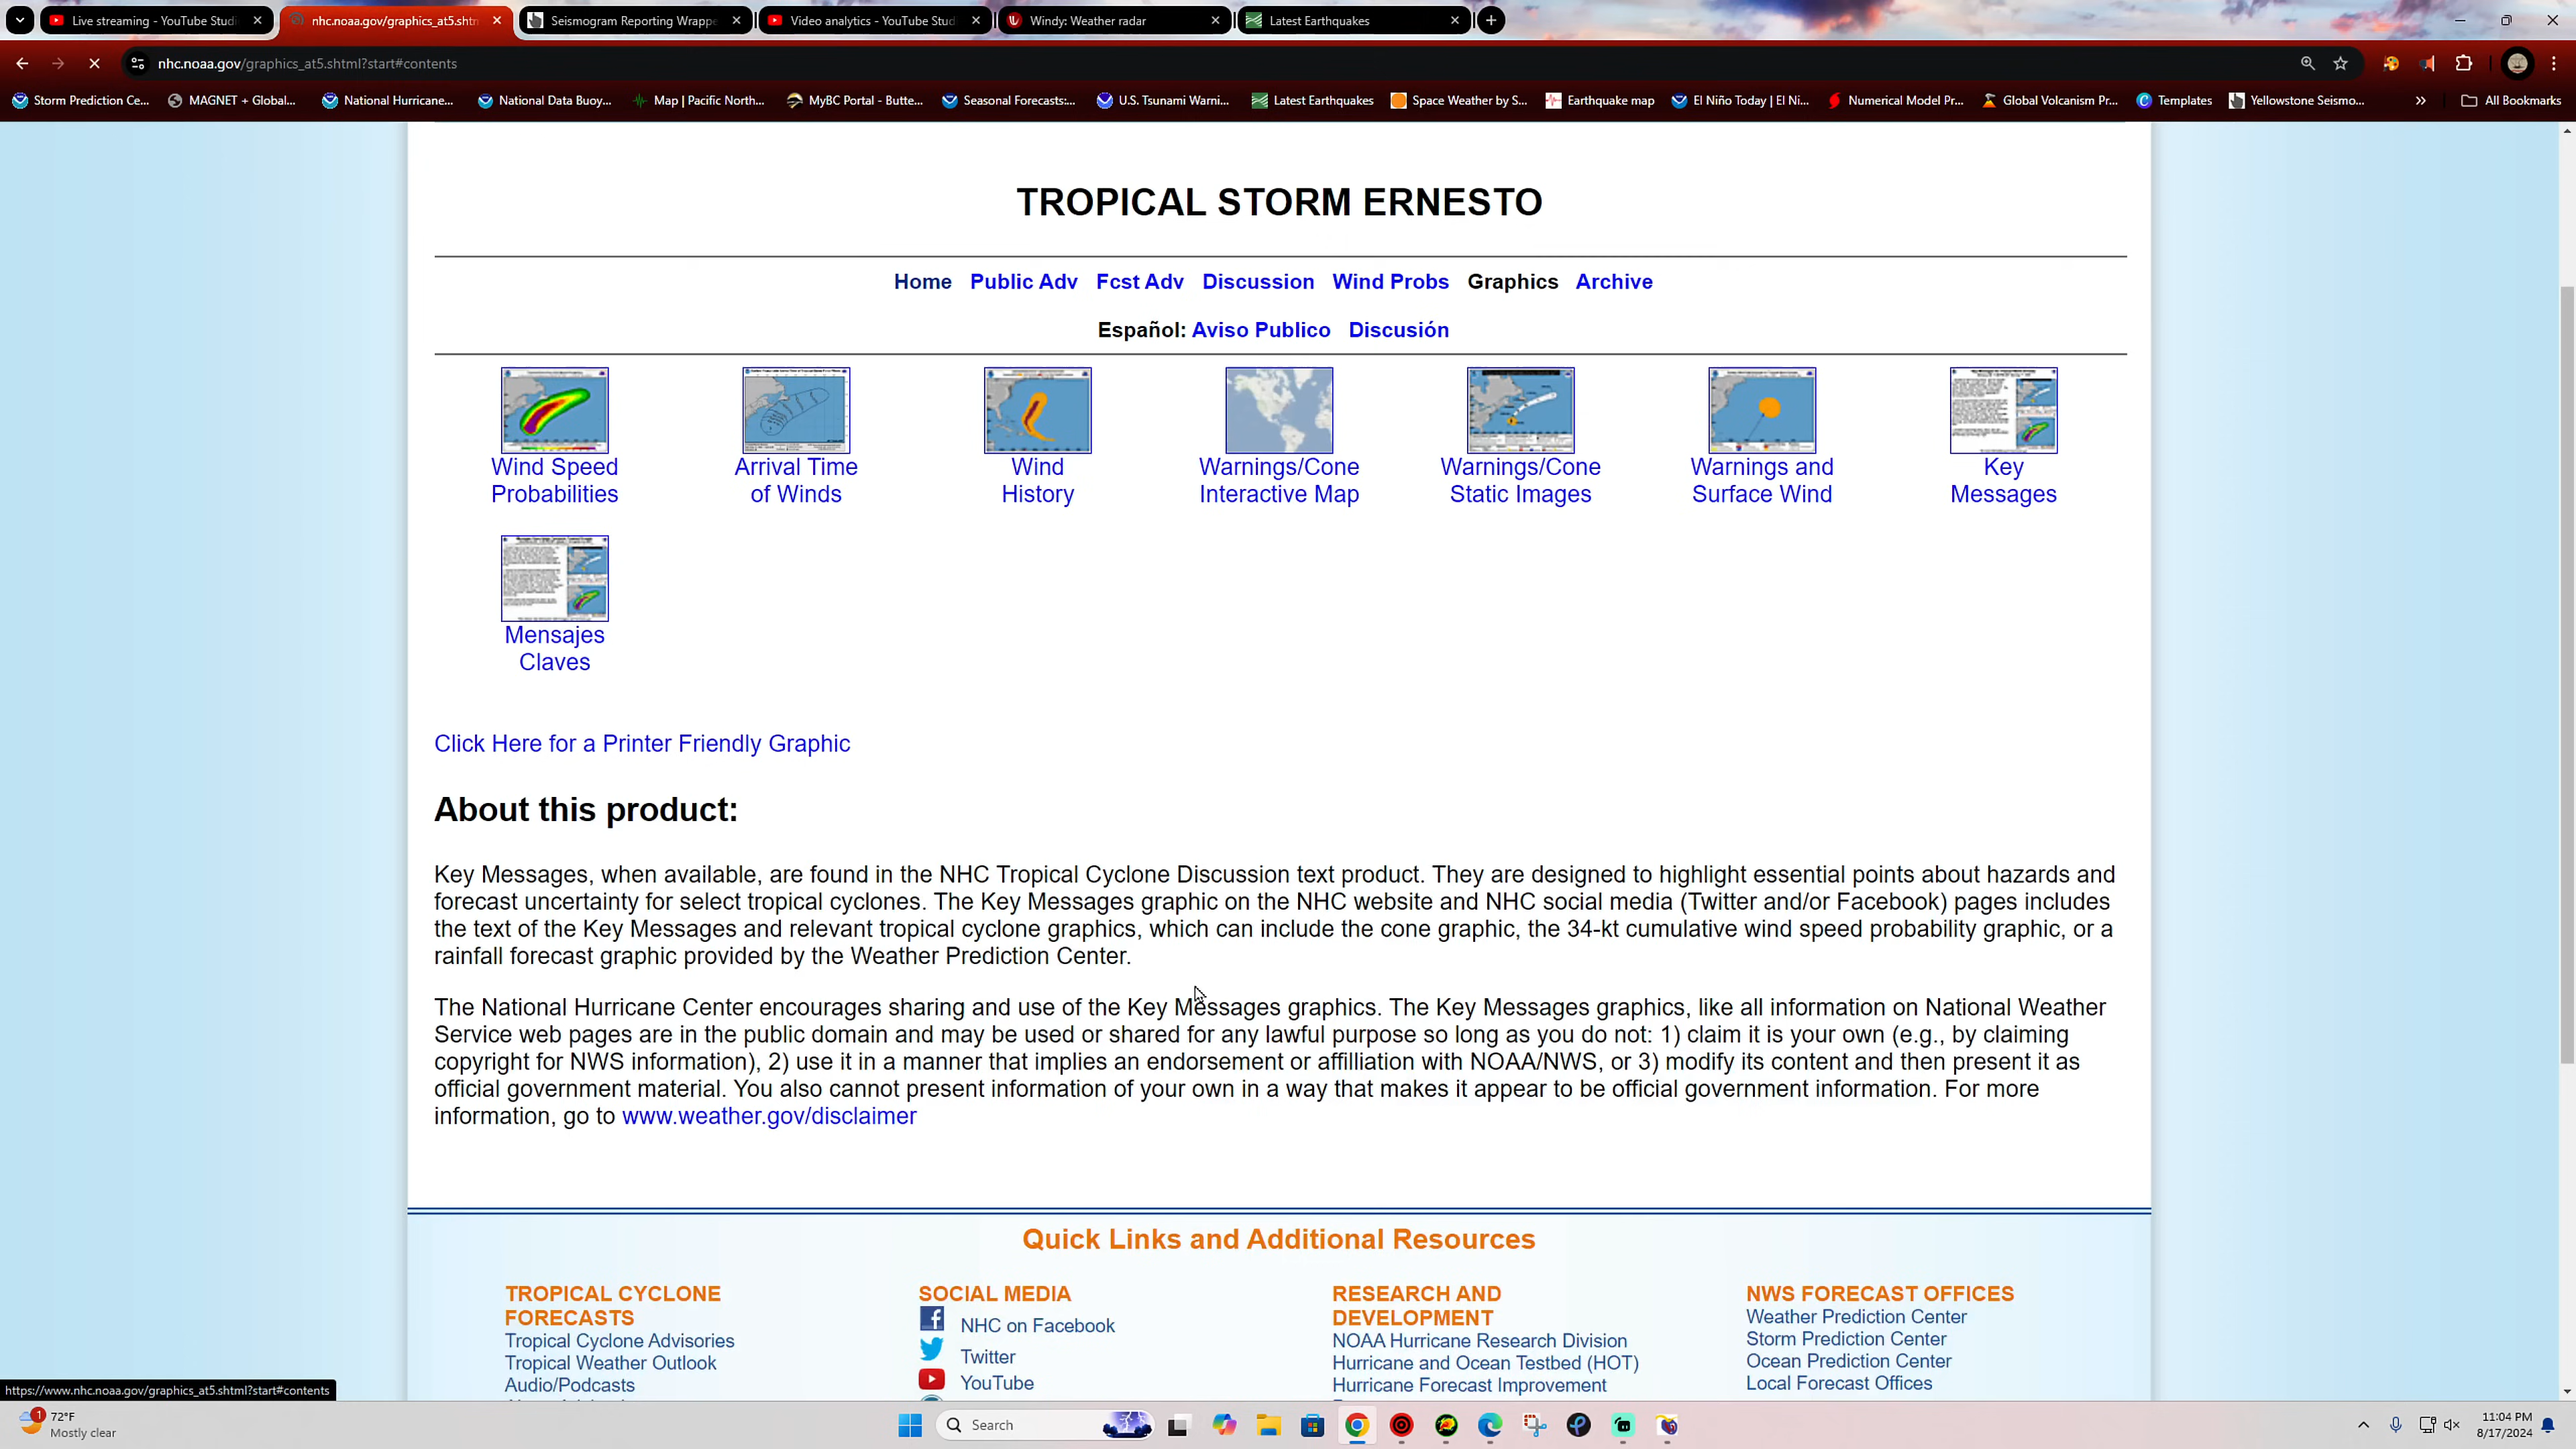 Live streaming - YouTube Studi
nhc.noaa.gov/graphics_at5.shtm
Seismogram Reporting Wrappe
Video analytics - YouTube Studi
Windy: Weather radar
Latest Earthquakes
nhc.noaa.gov/graphics_at5.shtml?start#contents
Storm Prediction Ce...
MAGNET + Global...
National Hurricane...
National Data Buoy...
Map | Pacific North...
MyBC Portal - Butte...
Seasonal Forecasts:...
U.S. Tsunami Warni...
Latest Earthquakes
Space Weather by S...
Earthquake map
El Niño Today | El Ni...
Numerical Model Pr...
Global Volcanism Pr...
Templates
Yellowstone Seismo...
All Bookmarks
TROPICAL STORM ERNESTO
Home Public Adv Fcst Adv Discussion Wind Probs Graphics Archive
Español: Aviso Publico Discusión
Wind Speed
Probabilities
Arrival Time
of Winds
Wind
History
Warnings/Cone
Interactive Map
Warnings/Cone
Static Images
Warnings and
Surface Wind
Key
Messages
Mensajes
Claves
Click Here for a Printer Friendly Graphic
About this product:
Key Messages, when available, are found in the NHC Tropical Cyclone Discussion text product. They are designed to highlight essential points about hazards and
forecast uncertainty for select tropical cyclones. The Key Messages graphic on the NHC website and NHC social media (Twitter and/or Facebook) pages includes
the text of the Key Messages and relevant tropical cyclone graphics, which can include the cone graphic, the 34-kt cumulative wind speed probability graphic, or a
rainfall forecast graphic provided by the Weather Prediction Center.
The National Hurricane Center encourages sharing and use of the Key Messages graphics. The Key Messages graphics, like all information on National Weather
Service web pages are in the public domain and may be used or shared for any lawful purpose so long as you do not: 1) claim it is your own (e.g., by claiming
copyright for NWS information), 2) use it in a manner that implies an endorsement or affilliation with NOAA/NWS, or 3) modify its content and then present it as
official government material. You also cannot present information of your own in a way that makes it appear to be official government information. For more
information, go to www.weather.gov/disclaimer
Quick Links and Additional Resources
TROPICAL CYCLONE
FORECASTS
Tropical Cyclone Advisories
Tropical Weather Outlook
Audio/Podcasts
SOCIAL MEDIA
NHC on Facebook
Twitter
YouTube
RESEARCH AND
DEVELOPMENT
NOAA Hurricane Research Division
Hurricane and Ocean Testbed (HOT)
Hurricane Forecast Improvement
NWS FORECAST OFFICES
Weather Prediction Center
Storm Prediction Center
Ocean Prediction Center
Local Forecast Offices
https://www.nhc.noaa.gov/graphics_at5.shtml?start#contents
1
72°F
Mostly clear
Search
11:04 PM
8/17/2024